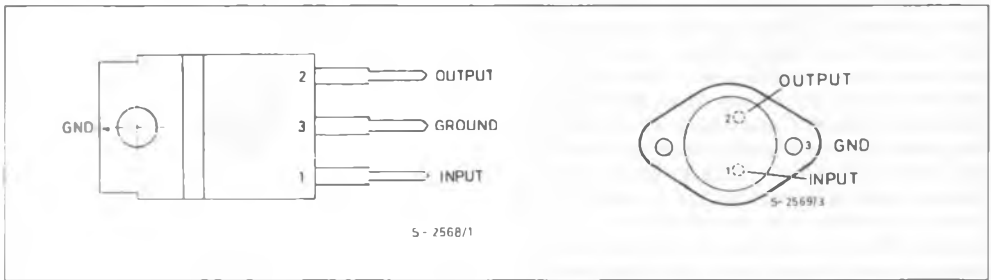 2 OUTPUT
GND 3 GROUND
1 INPUT
S-2568/1
OUTPUT
2
3 GND
1
INPUT
S-2569/3